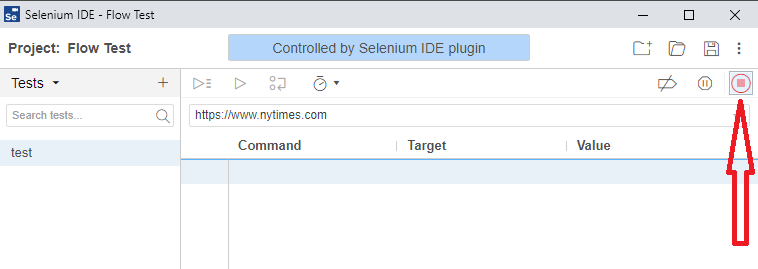 Se Selenium IDE - Flow Test
Project: Flow Test
Controlled by Selenium IDE plugin
Tests
Search tests...
test
https://www.nytimes.com
Command Target Value